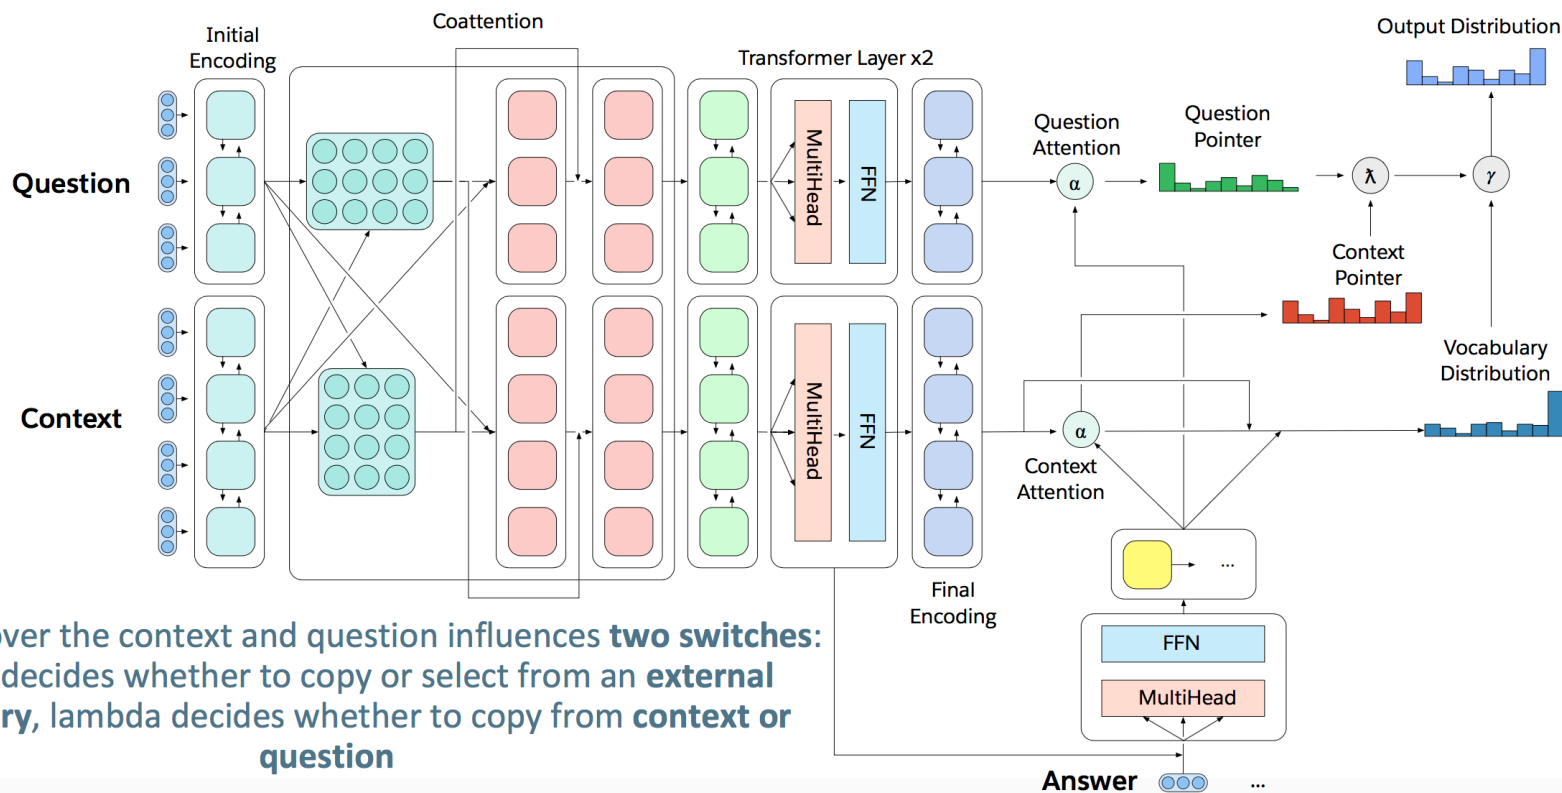 Coattention
Output Distribution
Initial
Encoding
Transformer Layer x2
Question
Pointer
Question
Attention
MultiHead
FFN
Question
α
ƛ
γ
Context
Pointer
Vocabulary
Distribution
MultiHead
FFN
Context
α
Context
Attention
Final
Encoding
...
over the context and question influences two switches:
decides whether to copy or select from an external
ry, lambda decides whether to copy from context or
question
FFN
MultiHead
Answer
...